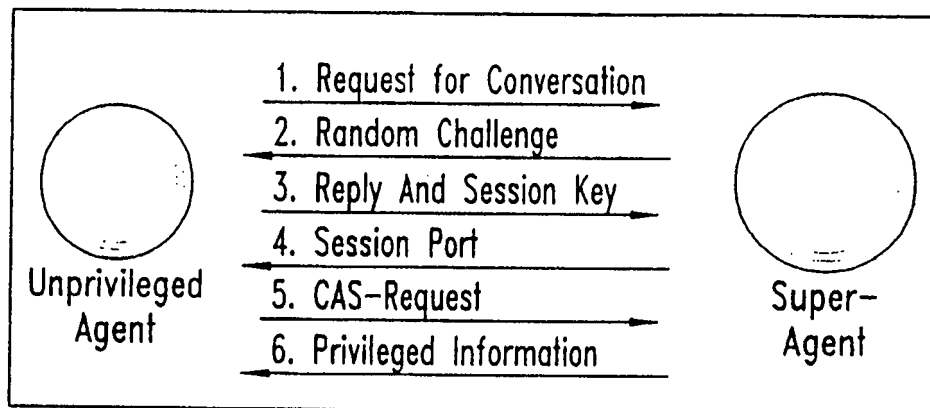 1. Request for Conversation
2. Random Challenge
3. Reply And Session Key
4. Session Port
5. CAS-Request
6. Privileged Information
Unprivileged
Agent
Super-
Agent